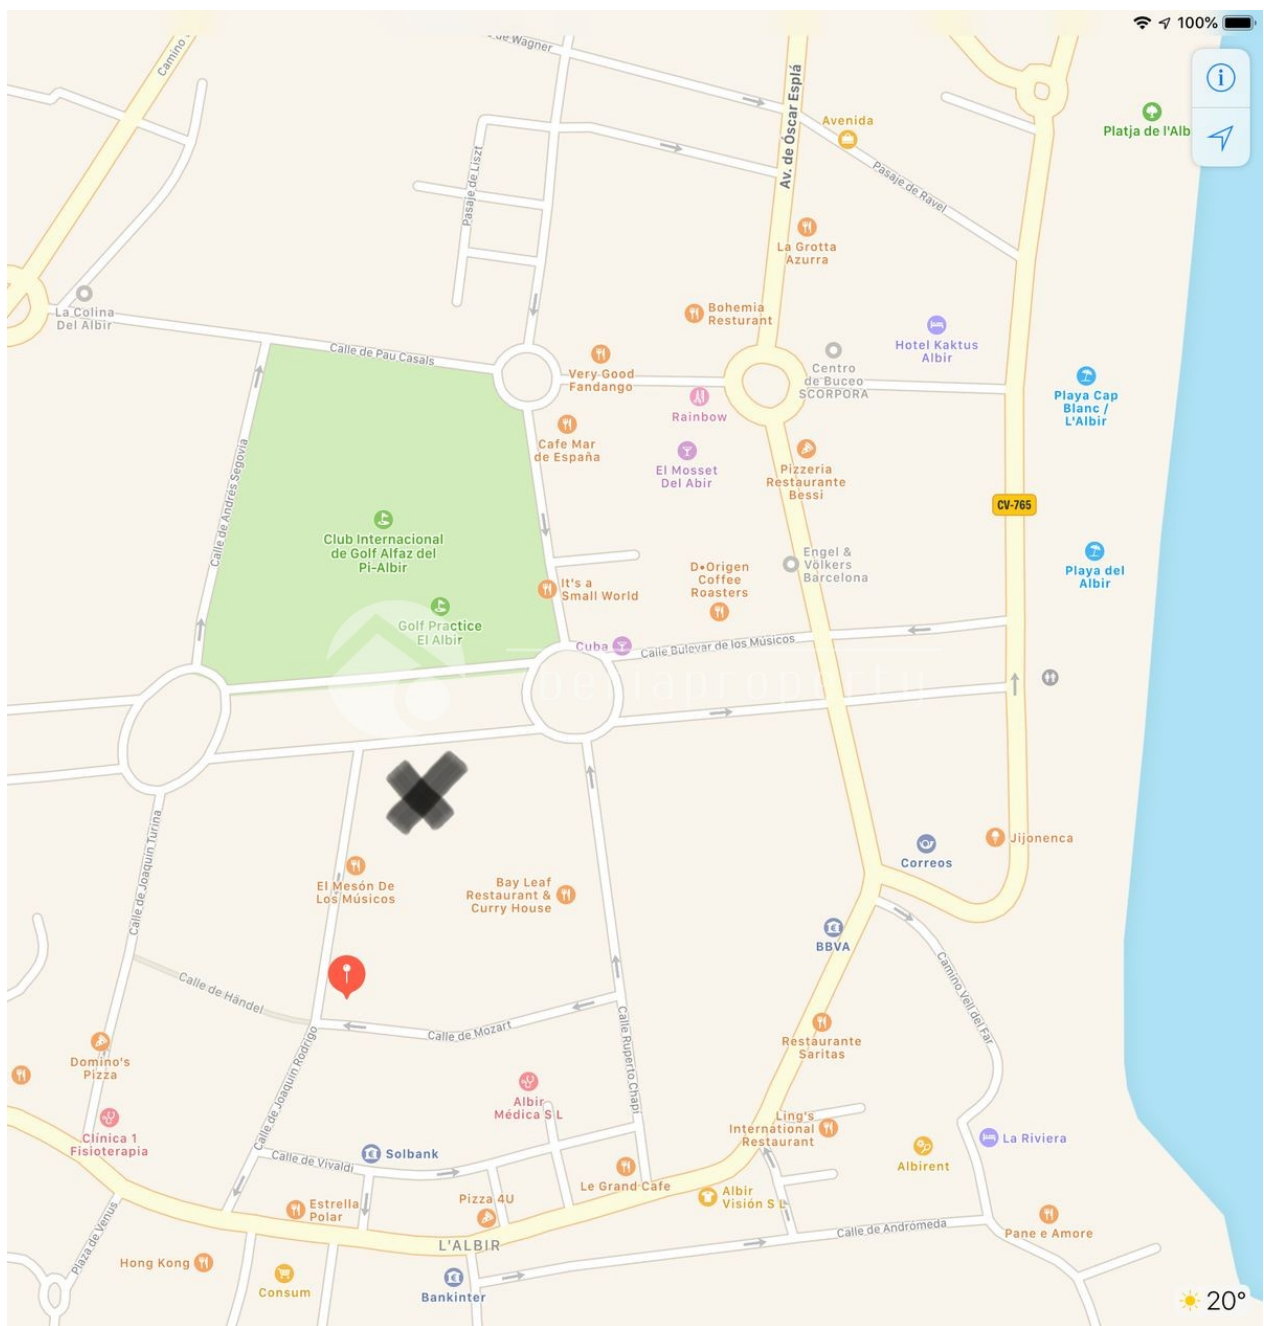 100%
Camino
de Wagner
Av. de Óscar Esplá
Avenida
Platja de l'Alb
Pasaje de Liszt
Pasaje de Ravel
La Grotta
Azurra
La Colina
Del Albir
Bohemia
Resturant
Hotel Kaktus
Albir
Calle de Pau Casals
Very Good
Fandango
Centro
de Buceo
SCORPORA
Playa Cap
Blanc /
L'Albir
Rainbow
Cafe Mar
de España
El Mosset
Del Abir
Pizzeria
Restaurante
Bessi
Calle de Andrés Segovia
CV-765
Club Internacional
de Golf Alfaz del
Pi-Albir
Engel &
Völkers
Barcelona
D•Origen
Coffee
Roasters
Playa del
Albir
It's a
Small World
Golf Practice
El Albir
Cuba
Calle Bulevar de los Músicos
iberiaproperty
Calle de Joaquín Turina
Jijonenca
Correos
El Mesón De
Los Músicos
Bay Leaf
Restaurant &
Curry House
BBVA
Calle de Händel
Camino Vell del Far
Calle de Mozart
Calle Ruperto Chapí
Restaurante
Saritas
Domino's
Pizza
Calle de Joaquín Rodrigo
Albir
Médica S L
Clínica 1
Fisioterapia
Ling's
International
Restaurant
La Riviera
Calle de Vivaldi
Solbank
Albirent
Le Grand Cafe
Albir
Visión S L
Estrella
Polar
Pizza 4U
Plaza de Venus
Calle de Andrómeda
Pane e Amore
L'ALBIR
Hong Kong
Consum
Bankinter
20°